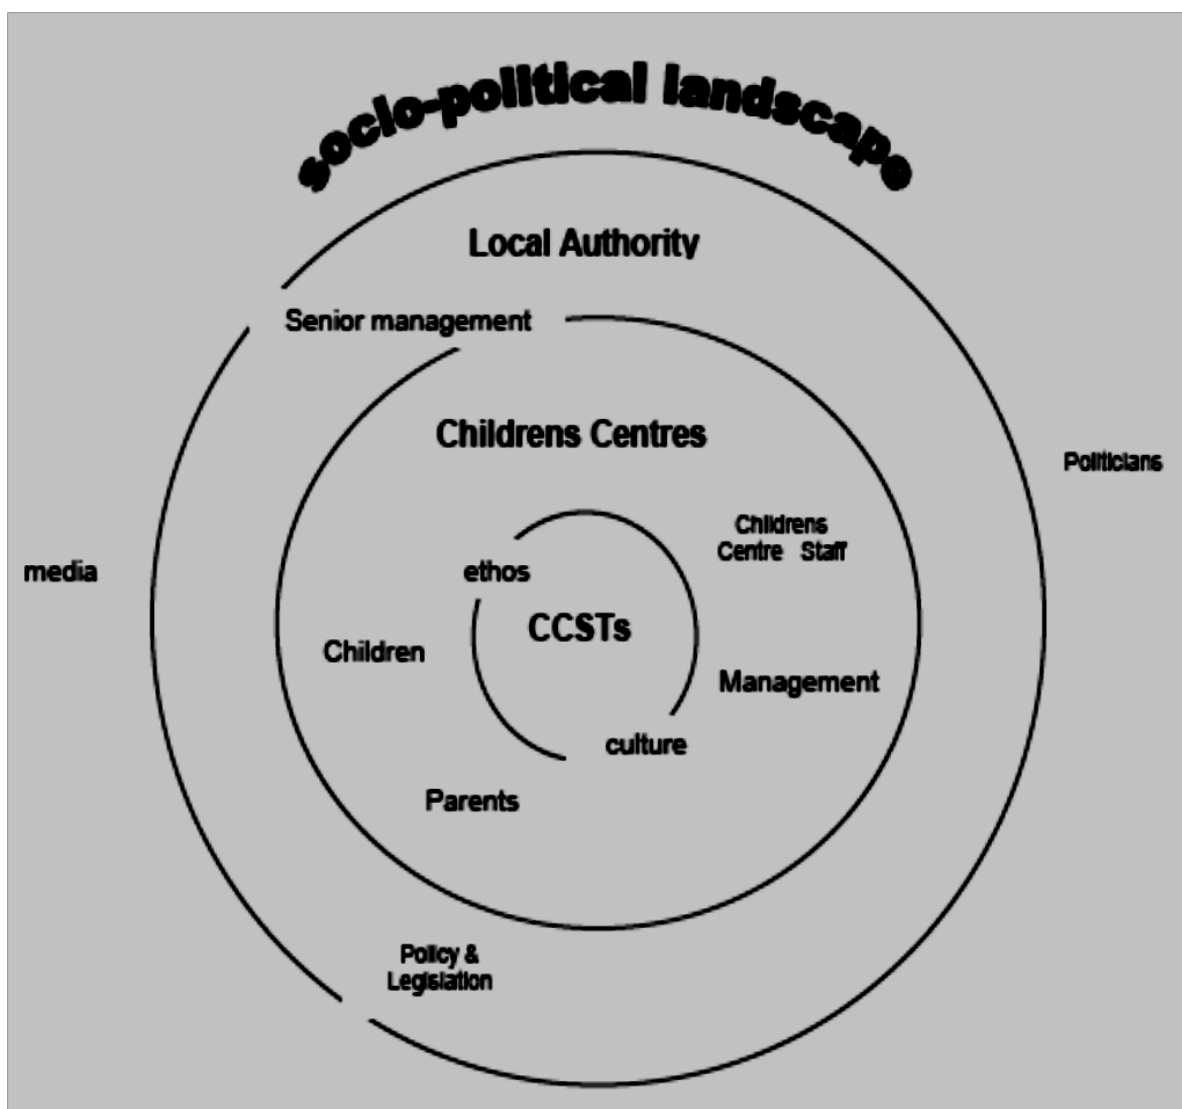 socio-political landscape
Local Authority
Senior management
Childrens Centres
Politicians
Childrens
Centre Staff
media
ethos
CCSTs
Children
Management
culture
Parents
Policy &
Legislation